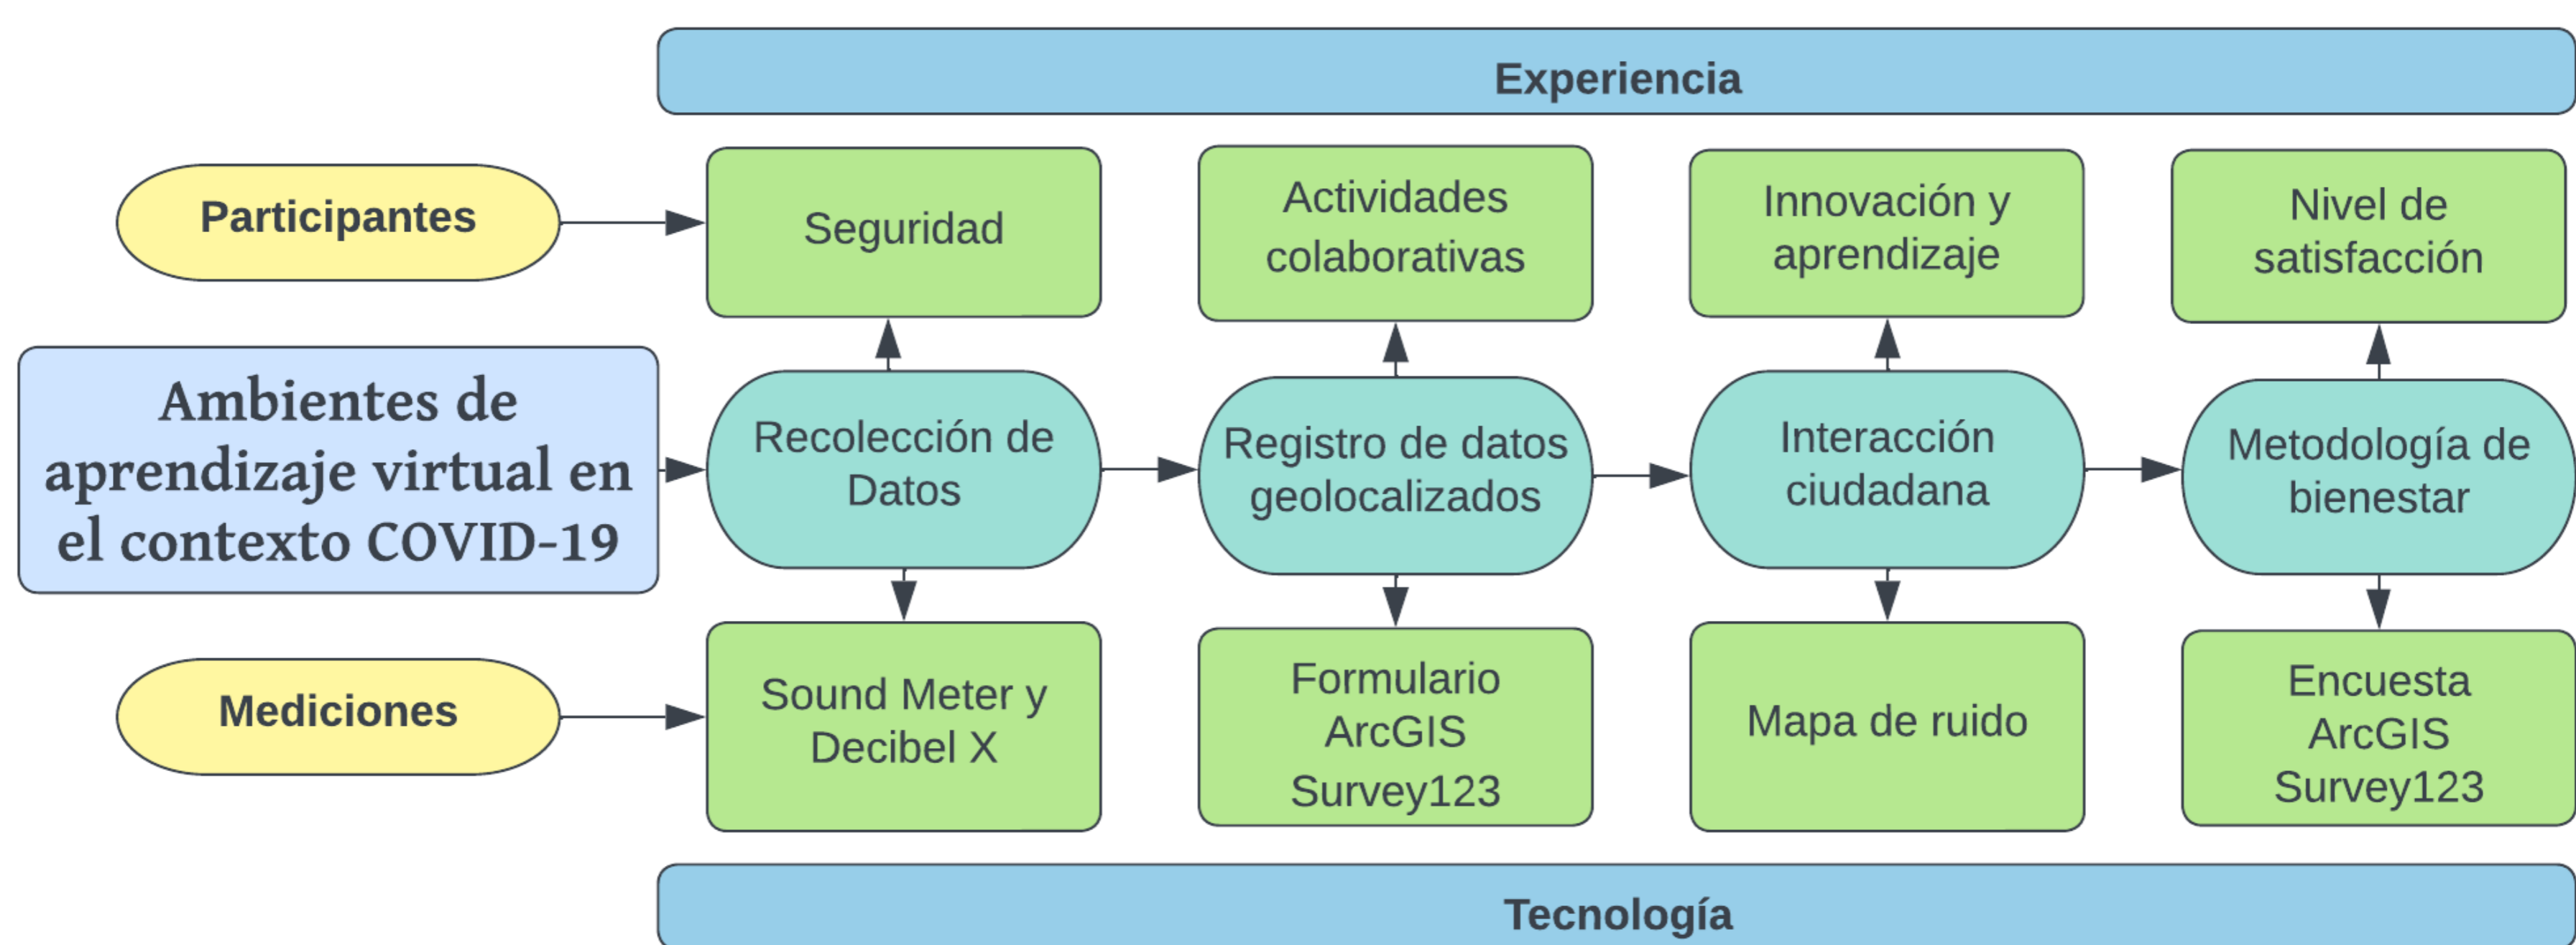 Experiencia
Participantes
Seguridad
Actividades
colaborativas
Innovación y
aprendizaje
Nivel de
satisfacción
Ambientes de
aprendizaje virtual en
el contexto COVID-19
Recolección de
Datos
Registro de datos
geolocalizados
Interacción
ciudadana
Metodología de
bienestar
Mediciones
Sound Meter y
Decibel X
Formulario
ArcGIS
Survey123
Mapa de ruido
Encuesta
ArcGIS
Survey123
Tecnología